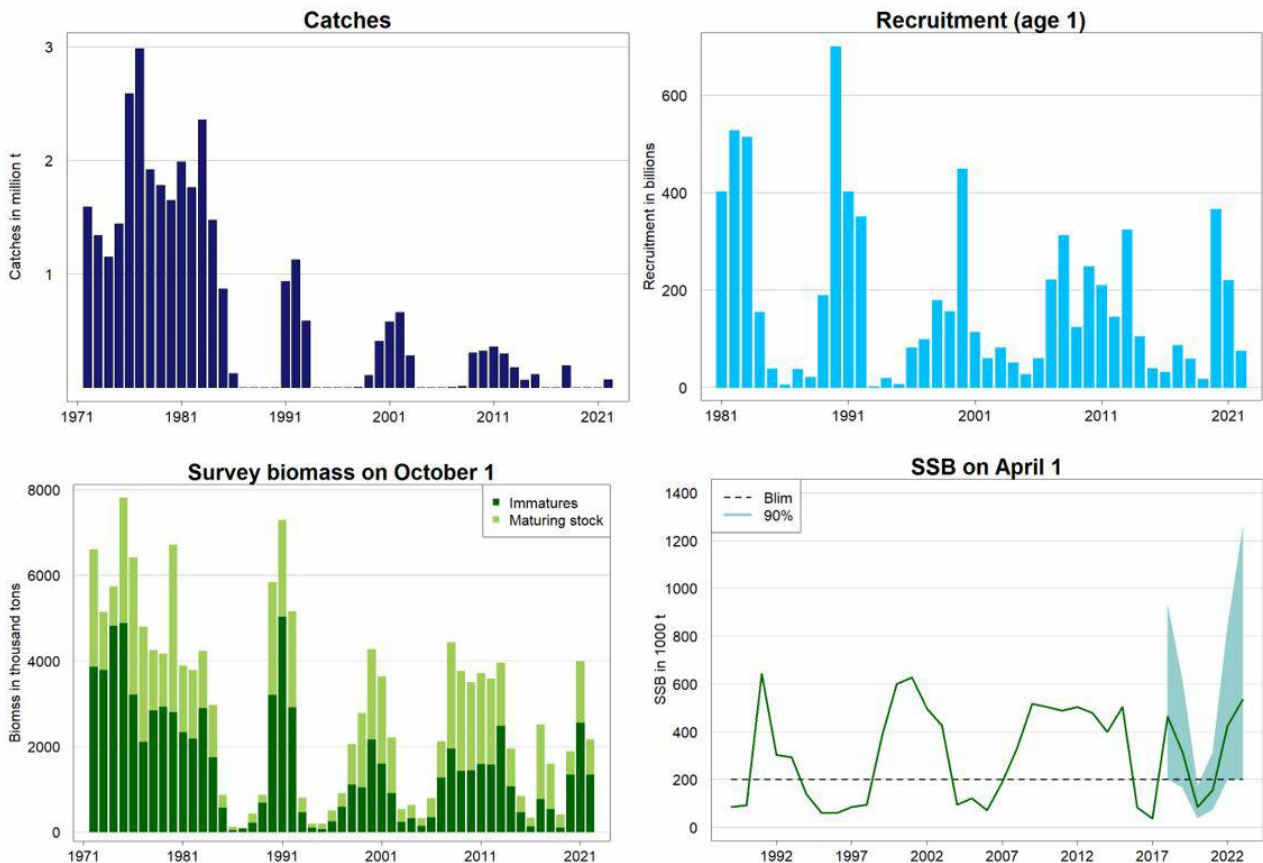 Catches
Catches in million t
3
2
1
1971 1981 1991 2001 2011 2021
Recruitment (age 1)
Recruitment in billions
600
400
200
0
1981 1991 2001 2011 2021
Survey biomass on October 1
Biomss in thousand tons
8000
6000
4000
2000
0
Immatures
Maturing stock
1971 1981 1991 2001 2011 2021
SSB on April 1
SSB in 1000 t
1400
1200
1000
800
600
400
200
0
Blim
90%
1992 1997 2002 2007 2012 2017 2022